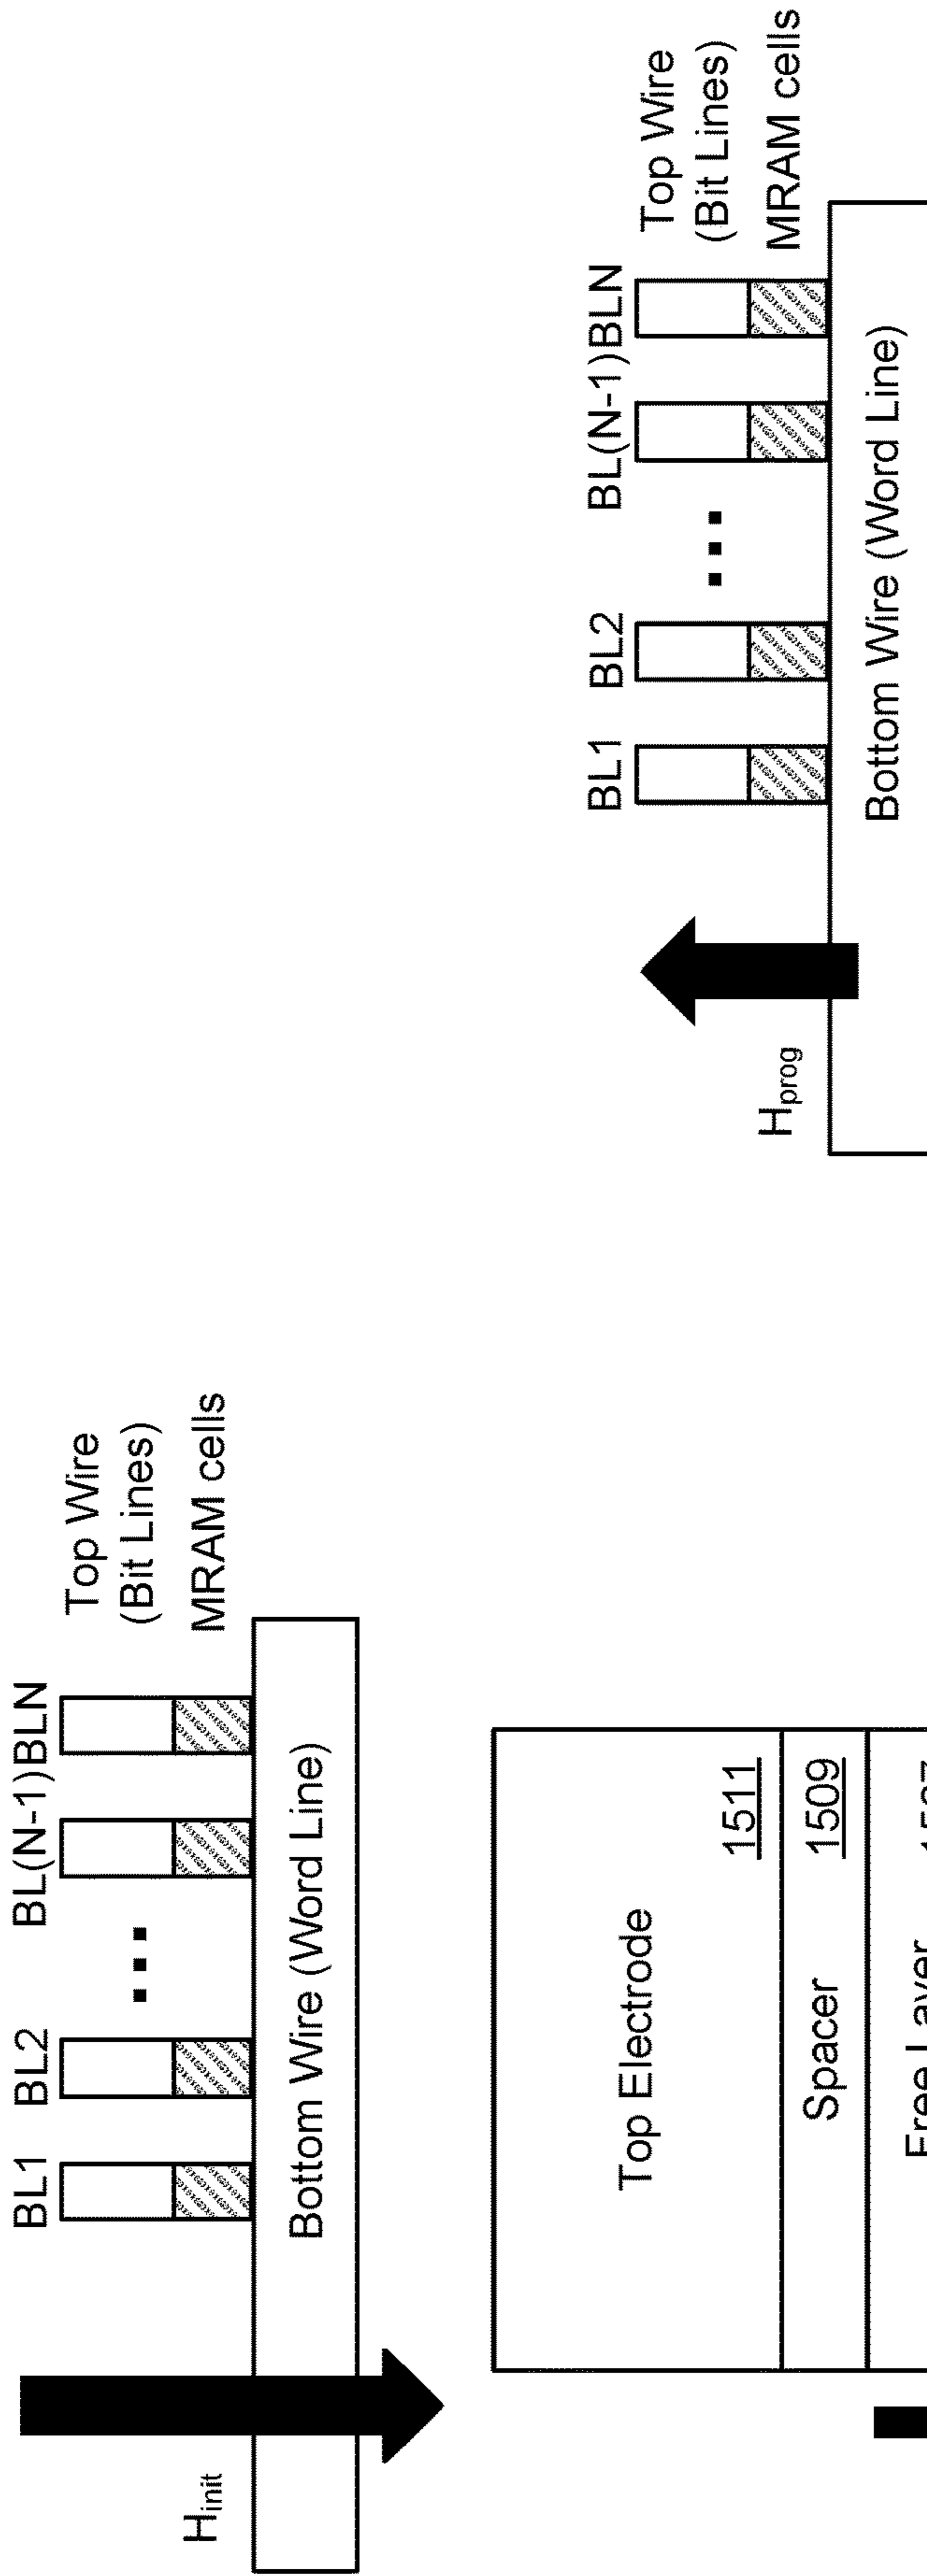 BL1 BL2 BL(N-1) BLN
Top Wire
(Bit Lines)
MRAM cells
H_init
Bottom Wire (Word Line)
Top Electrode
1511
Spacer 1509
BL1 BL2 BL(N-1) BLN
Top Wire
(Bit Lines)
MRAM cells
H_prog
Bottom Wire (Word Line)